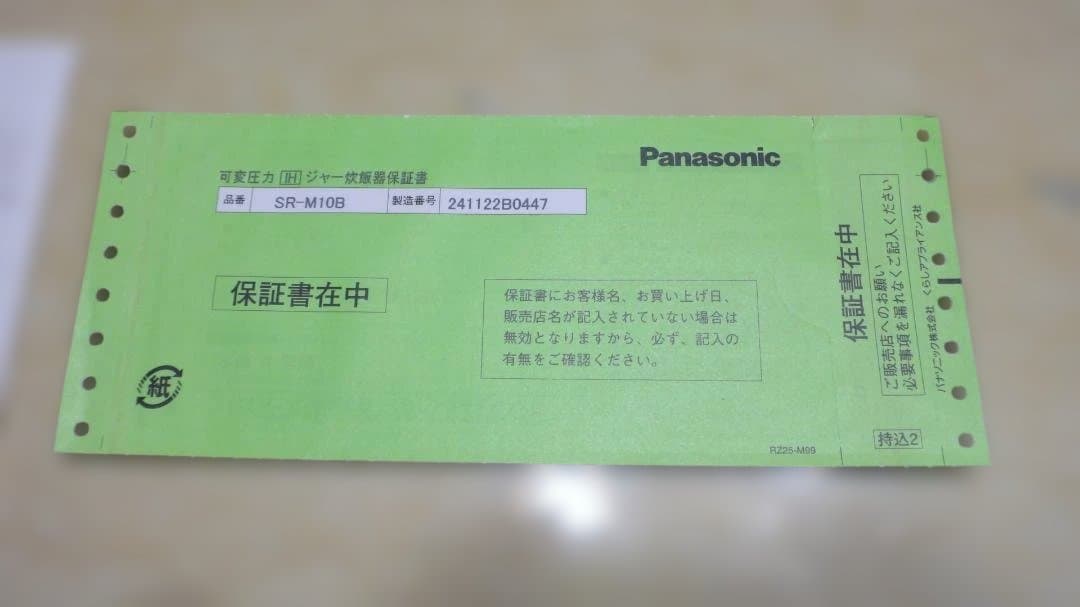 Panasonic
可変圧力 IH ジャー炊飯器保証書
品番 SR-M10B 製造番号 241122B0447
保証書在中
保証書にお客様名、お買い上げ日、
販売店名が記入されていない場合は
無効となりますから、必ず、記入の
有無をご確認ください。
紙
RZ25-M99
保証書在中
ご販売店へのお願い
必要事項を漏れなくご記入ください
パナソニック株式会社 くらしアプライアンス社
持込2